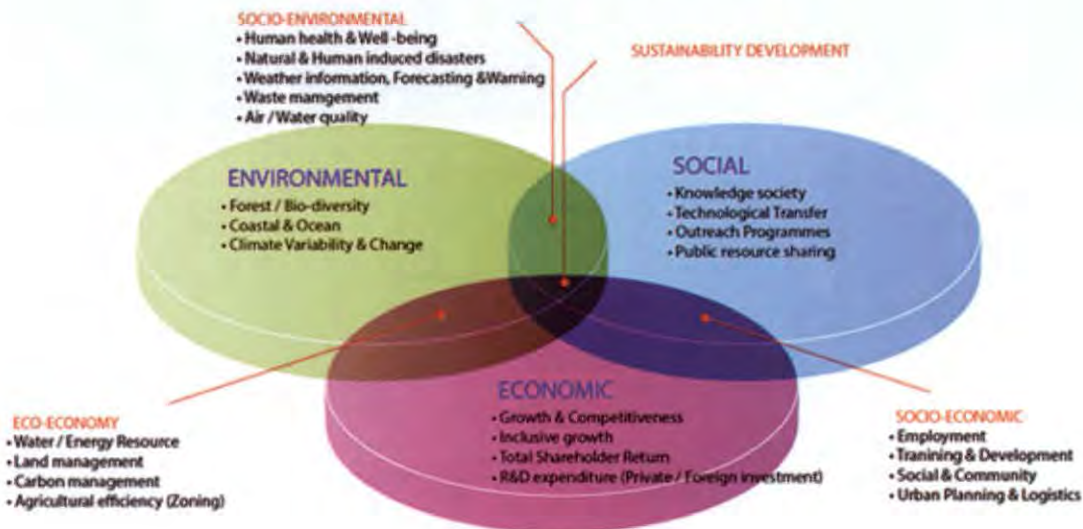 SOCIO-ENVIRONMENTAL
• Human health & Well -being
• Natural & Human induced disasters
• Weather information, Forecasting &Warning
• Waste mamgement
• Air / Water quality
SUSTAINABILITY DEVELOPMENT
ENVIRONMENTAL
• Forest / Bio-diversity
• Coastal & Ocean
• Climate Variability & Change
SOCIAL
• Knowledge society
• Technological Transfer
• Outreach Programmes
• Public resource sharing
ECO-ECONOMY
• Water / Energy Resource
• Land management
• Carbon management
• Agricultural efficiency (Zoning)
ECONOMIC
• Growth & Competitiveness
• Inclusive growth
• Total Shareholder Return
• R&D expenditure (Private / Foreign investment)
SOCIO-ECONOMIC
• Employment
• Tranining & Development
• Social & Community
• Urban Planning & Logistics